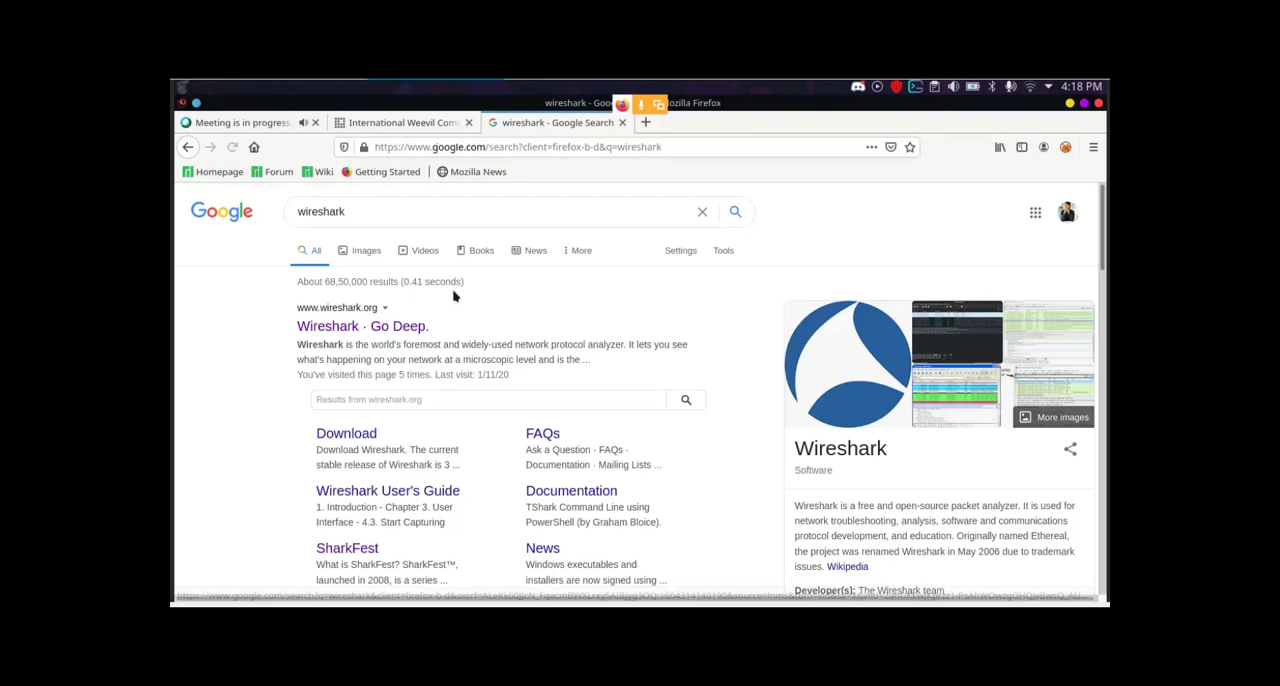 4:18 PM
wireshark - Goo
ozilla Firefox
Meeting is in progress.
International Weevil Com
wireshark - Google Search
https://www.google.com/search?client=firefox-b-d&q=wireshark
Homepage Forum Wiki Getting Started Mozilla News
Google
wireshark
All Images Videos Books News More Settings Tools
About 68,50,000 results (0.41 seconds)
www.wireshark.org
Wireshark · Go Deep.
Wireshark is the world's foremost and widely-used network protocol analyzer. It lets you see
what's happening on your network at a microscopic level and is the ...
You've visited this page 5 times. Last visit: 1/11/20
Results from wireshark.org
Download
Download Wireshark. The current
stable release of Wireshark is 3 ...
FAQs
Ask a Question · FAQs ·
Documentation · Mailing Lists ...
Wireshark User's Guide
1. Introduction - Chapter 3. User
Interface - 4.3. Start Capturing
Documentation
TShark Command Line using
PowerShell (by Graham Bloice).
SharkFest
What is SharkFest? SharkFest™,
launched in 2008, is a series ...
News
Windows executables and
installers are now signed using ...
More images
Wireshark
Software
Wireshark is a free and open-source packet analyzer. It is used for
network troubleshooting, analysis, software and communications
protocol development, and education. Originally named Ethereal,
the project was renamed Wireshark in May 2006 due to trademark
issues. Wikipedia
Developer(s): The Wireshark team